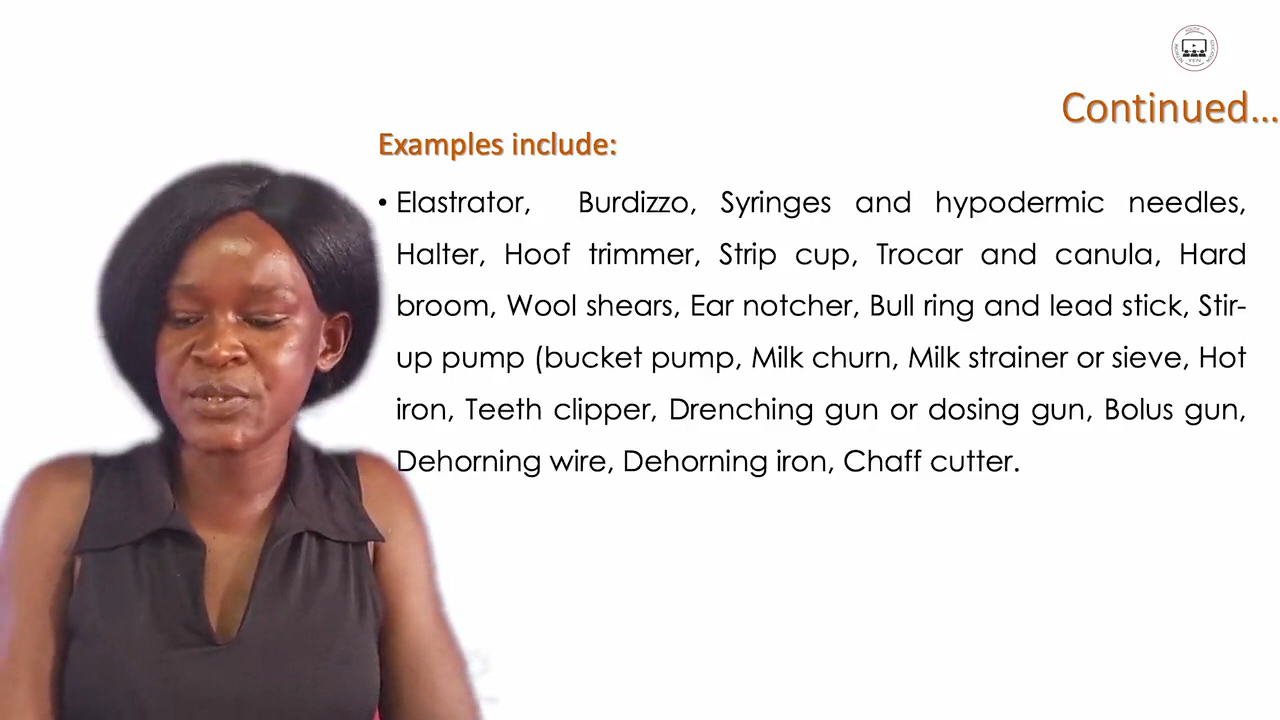 Continued...
Examples include:
• Elastrator, Burdizzo, Syringes and hypodermic needles,
Halter, Hoof trimmer, Strip cup, Trocar and canula, Hard
broom, Wool shears, Ear notcher, Bull ring and lead stick, Stir-
up pump (bucket pump, Milk churn, Milk strainer or sieve, Hot
iron, Teeth clipper, Drenching gun or dosing gun, Bolus gun,
Dehorning wire, Dehorning iron, Chaff cutter.